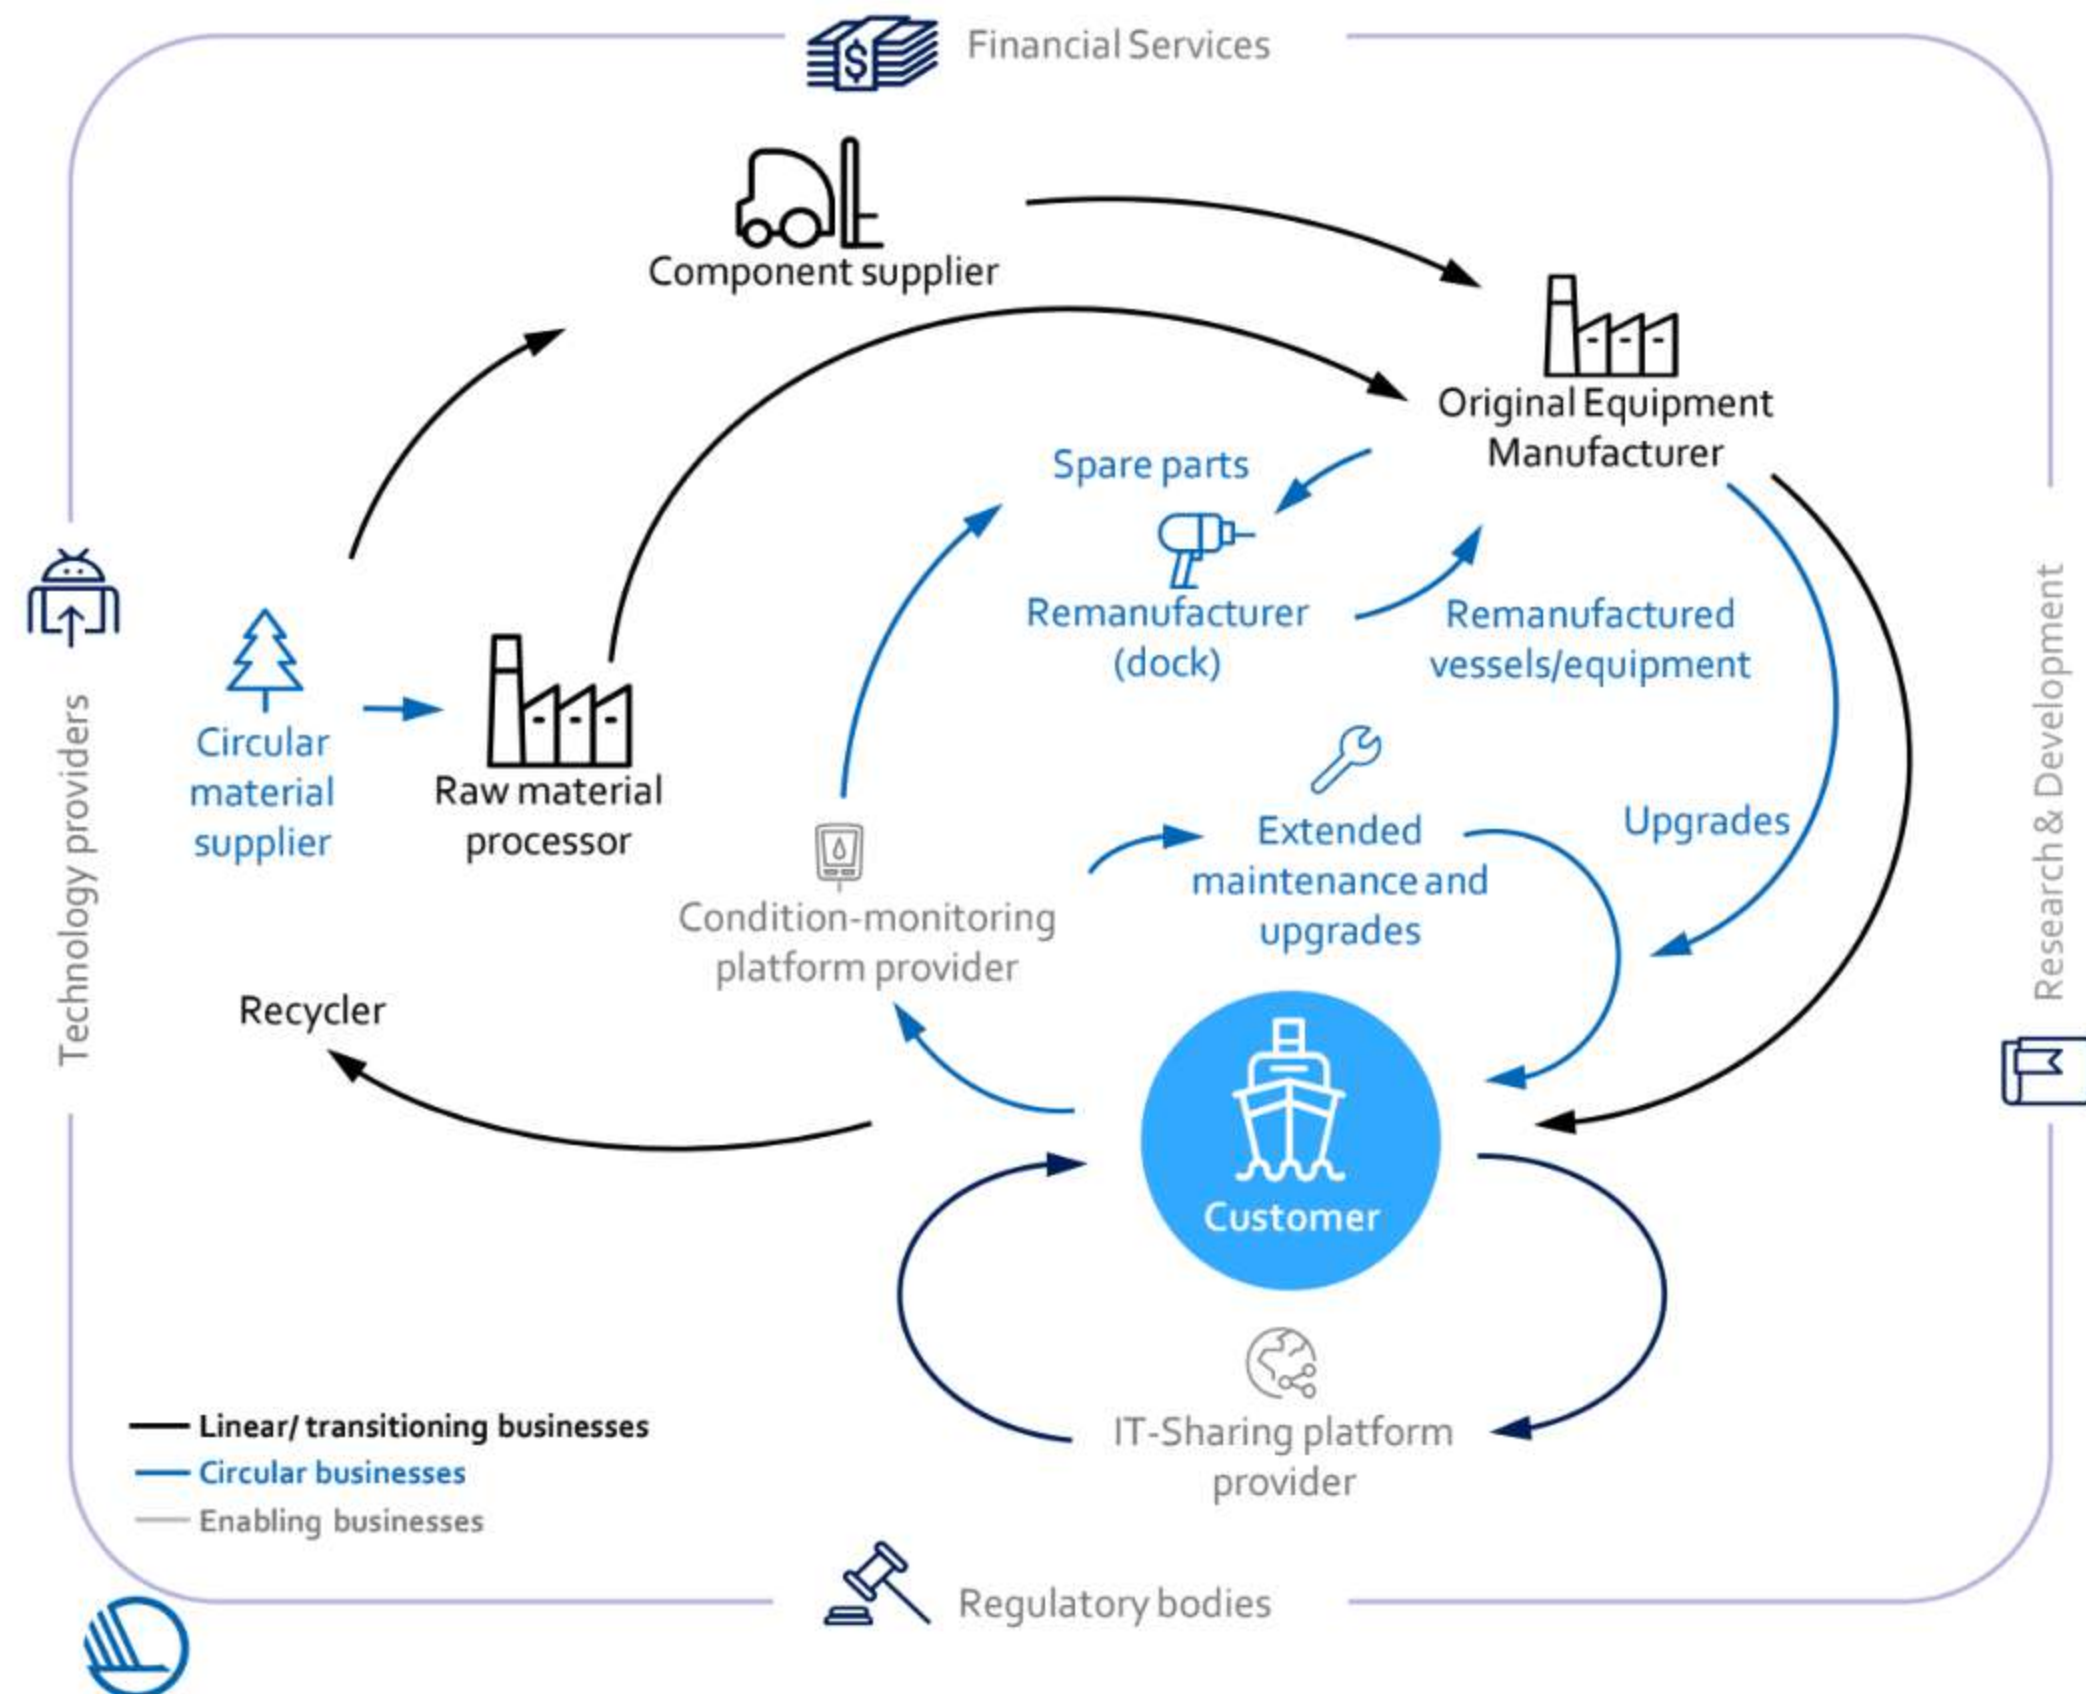 Financial Services
Component supplier
Original Equipment
Manufacturer
Spare parts
Remanufacturer
(dock)
Remanufactured
vessels/equipment
Circular
material
supplier
Raw material
processor
Extended
maintenance and
upgrades
Upgrades
Condition-monitoring
platform provider
Recycler
Technology providers
Research & Development
Customer
IT-Sharing platform
provider
Linear/ transitioning businesses
Circular businesses
Enabling businesses
Regulatory bodies